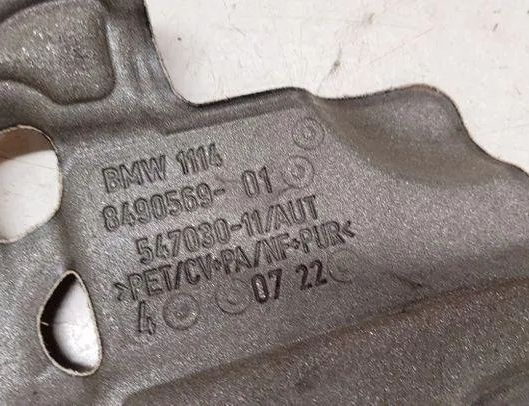 BMW 1114
8490569- 01
547030-11/AUT
>PET/CV+PA/NF+PUR<
4 07 22